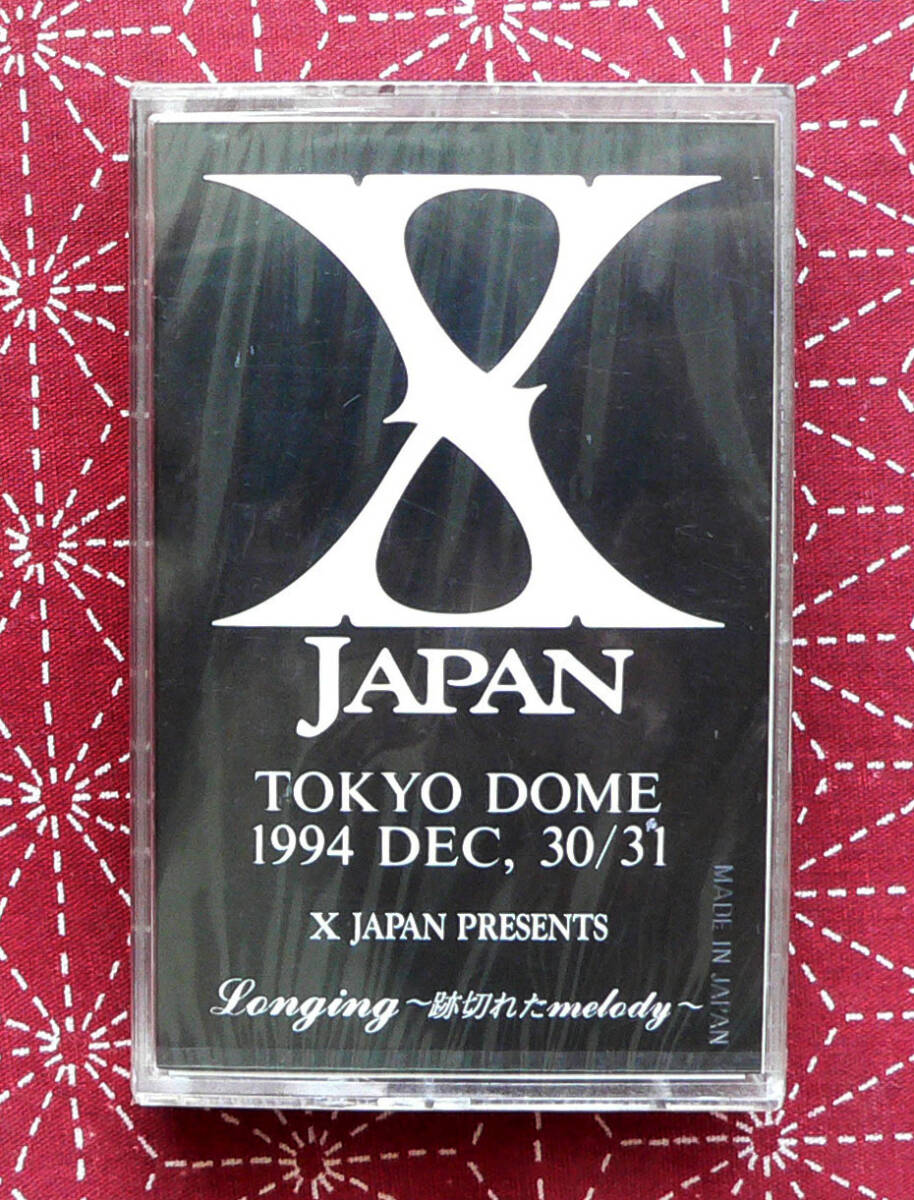 X
JAPAN
TOKYO DOME
1994 DEC, 30/31
X JAPAN PRESENTS
Longing～跡切れたmelody～
MADE IN JAPAN